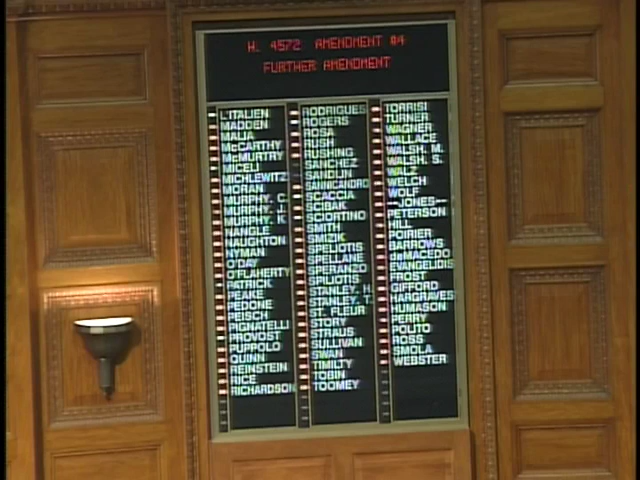 H. 4572 AMENDMENT #4
FURTHER AMENDMENT
L'ITALIEN
MADDEN
MALIA
McCARTHY
McMURTRY
MICELI
MICHLEWITZ
MORAN
MURPHY, C.
MURPHY,
MURPHY, K.
NANGLE
NAUGHTON
NYMAN
O'DAY
O'FLAHERTY
PATRICK
PEAKE
PEDONE
PEISCH
PIGNATELLI
PROVOST
PUPPOLO
QUINN
REINSTEIN
RICE
RICHARDSON
RODRIGUES
ROGERS
ROSA
RUSH
RUSHING
SANCHEZ
SANDLIN
SANNICANDRO
SCACCIA
SCIBAK
SCIORTINO
SMITH
SMIZIK
SPELIOTIS
SPELLANE
SPERANZO
SPILIOTIS
STANLEY, H.
STANLEY, T.
ST. FLEUR
STORY
STRAUS
SULLIVAN
SWAN
TIMILTY
TOBIN
TOOMEY
TORRISI
TURNER
WAGNER
WALLACE
WALSH, M.
WALSH, S.
WALZ
WELCH
WOLF
--JONES--
PETERSON
HILL
POIRIER
BARROWS
deMACEDO
EVANGELIDIS
FROST
GIFFORD
HARGRAVES
HUMASON
PERRY
POLITO
ROSS
SMOLA
WEBSTER